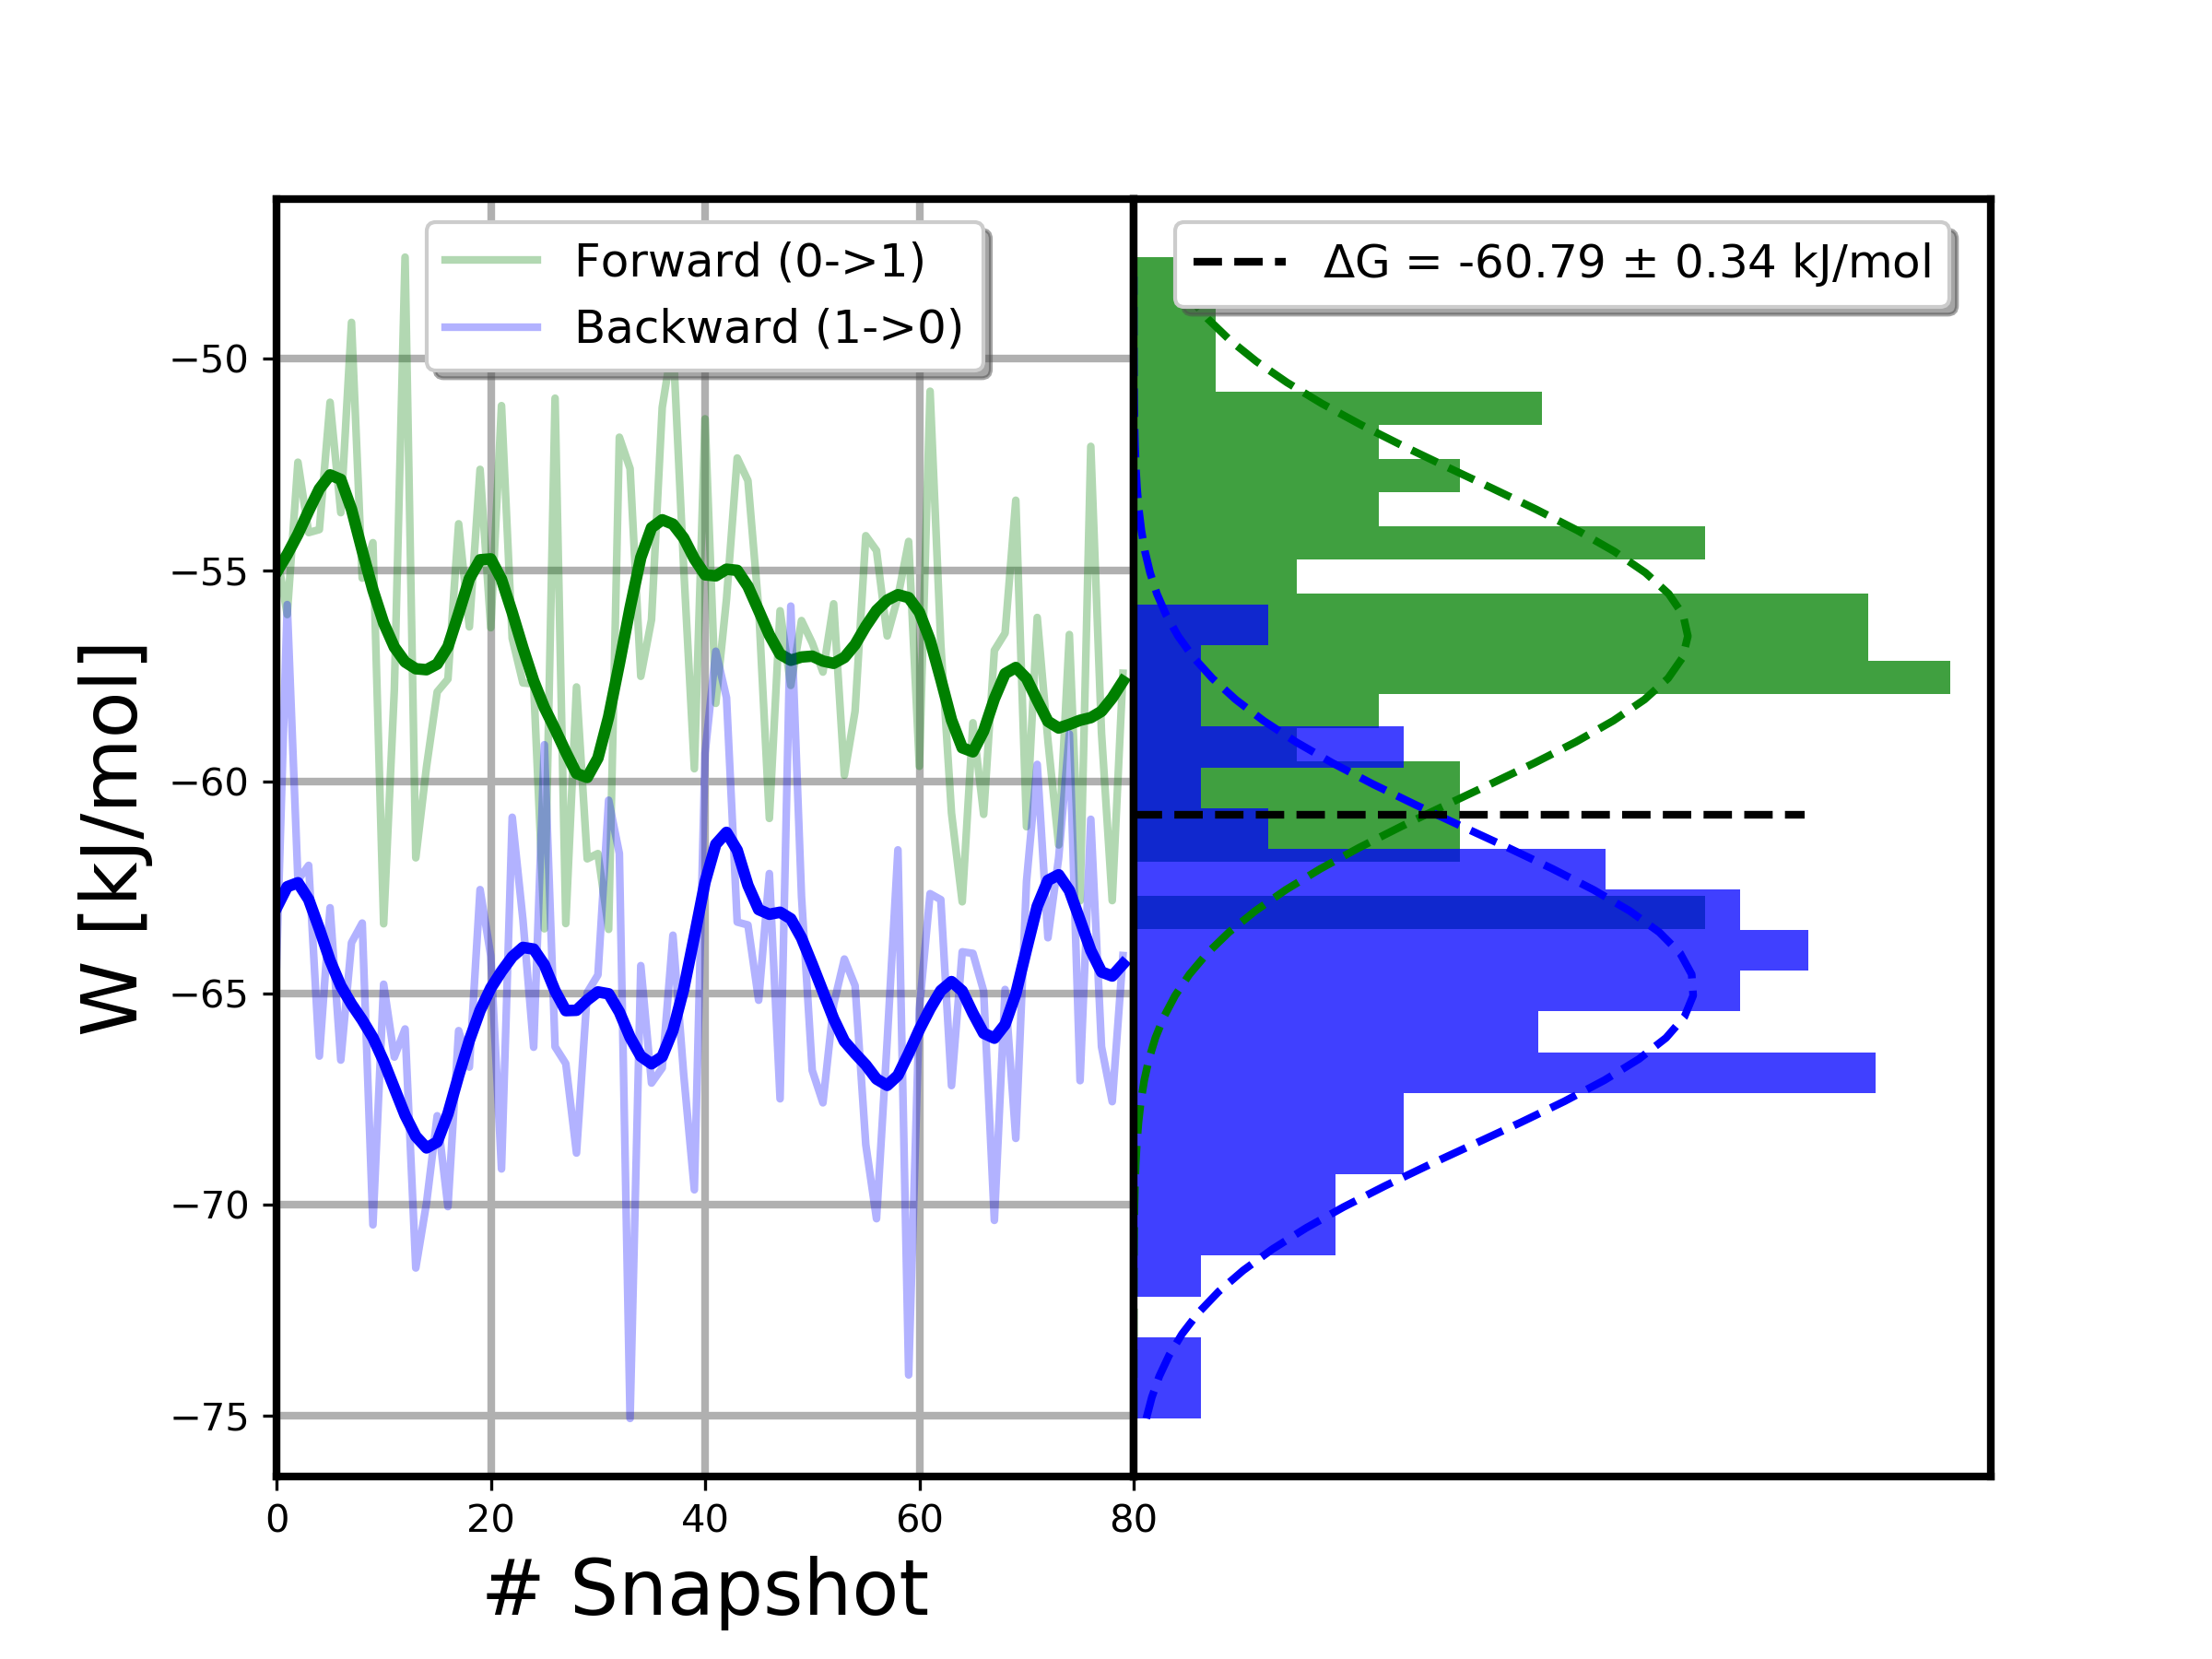 Forward (0->1)
Backward (1->0)
ΔG = -60.79 ± 0.34 kJ/mol
W [kJ/mol]
−50
−55
−60
−65
−70
−75
0 20 40 60 80
# Snapshot